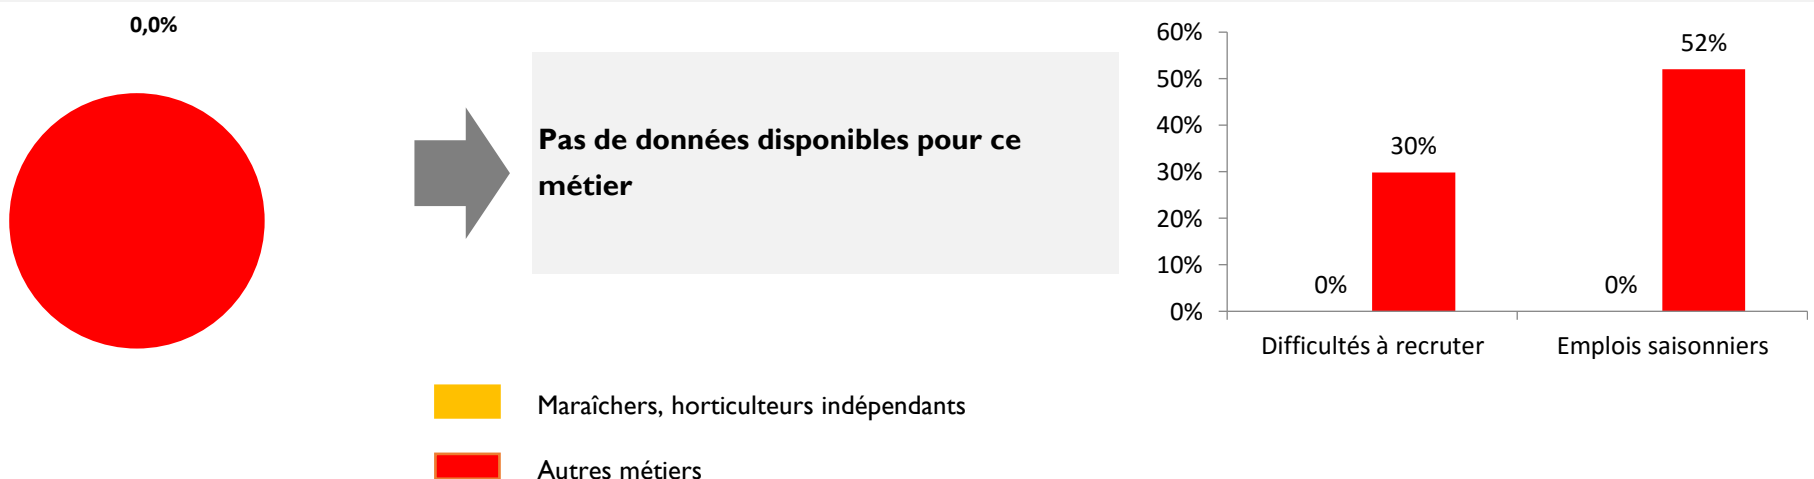 0,0%
Pas de données disponibles pour ce
métier
60%
50%
40%
30%
20%
10%
0%
0%
30%
0%
52%
Difficultés à recruter
Emplois saisonniers
Maraîchers, horticulteurs indépendants
Autres métiers